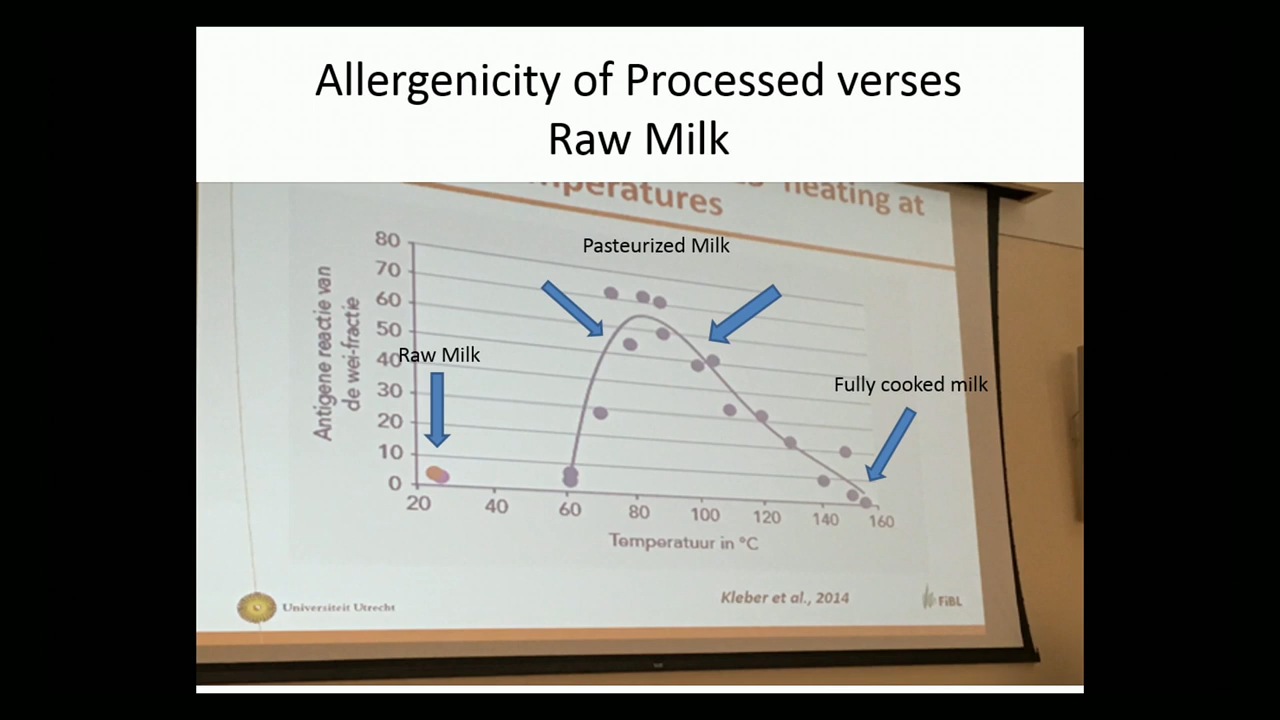 Allergenicity of Processed verses
Raw Milk
heating at
mperatures
Pasteurized Milk
Raw Milk
Fully cooked milk
Antigene reactie van
de wei-fractie
80
70
60
50
40
30
20
10
0
20 40 60 80 100 120 140 160
Temperatuur in °C
Kleber et al., 2014
Universiteit Utrecht
FiBL